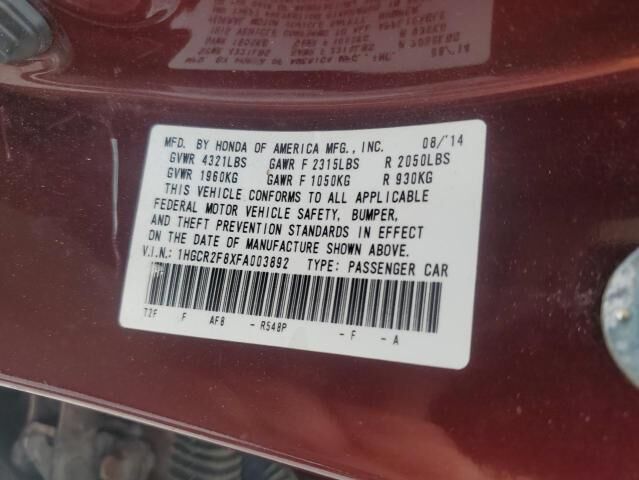 MFD. BY HONDA OF AMERICA MFG., INC. 08/'14
GVWR 4321LBS GAWR F 2315LBS R 2050LBS
GVWR 1960KG GAWR F 1050KG R 930KG
THIS VEHICLE CONFORMS TO ALL APPLICABLE
FEDERAL MOTOR VEHICLE SAFETY, BUMPER,
AND THEFT PREVENTION STANDARDS IN EFFECT
ON THE DATE OF MANUFACTURE SHOWN ABOVE.
V.I.N.: 1HGCR2F8XFA003892 TYPE: PASSENGER CAR
T2F F AF8 - R548P - F - A